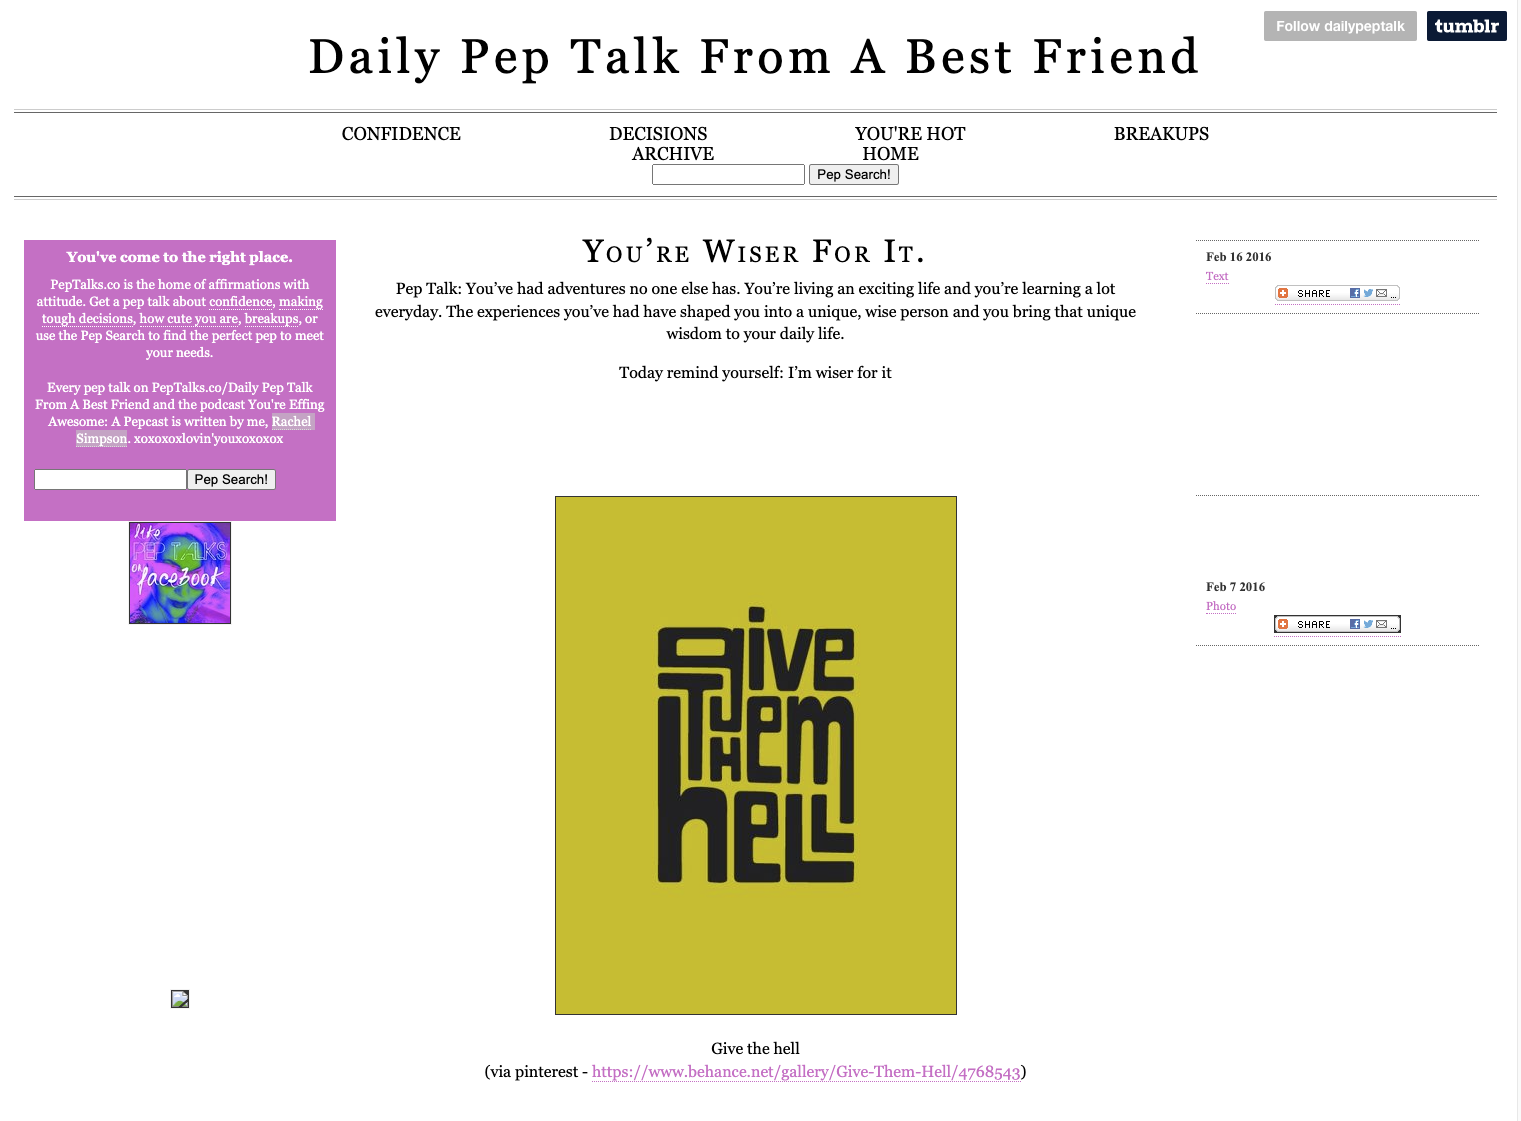 Follow dailypeptalk
tumblr
Daily Pep Talk From A Best Friend
CONFIDENCE DECISIONS YOU'RE HOT BREAKUPS
ARCHIVE HOME
Pep Search!
You've come to the right place.
PepTalks.co is the home of affirmations with
attitude. Get a pep talk about confidence, making
tough decisions, how cute you are, breakups, or
use the Pep Search to find the perfect pep to meet
your needs.
Every pep talk on PepTalks.co/Daily Pep Talk
From A Best Friend and the podcast You're Effing
Awesome: A Pepcast is written by me, Rachel
Simpson. xoxoxoxlovin'youxoxoxox
Pep Search!
like
PEP TALKS
on facebook
You’re Wiser For It.
Pep Talk: You’ve had adventures no one else has. You’re living an exciting life and you’re learning a lot
everyday. The experiences you’ve had have shaped you into a unique, wise person and you bring that unique
wisdom to your daily life.
Today remind yourself: I’m wiser for it
Feb 16 2016
Text
SHARE ...
give
THem
hell
Give the hell
(via pinterest - https://www.behance.net/gallery/Give-Them-Hell/4768543)
Feb 7 2016
Photo
SHARE ...